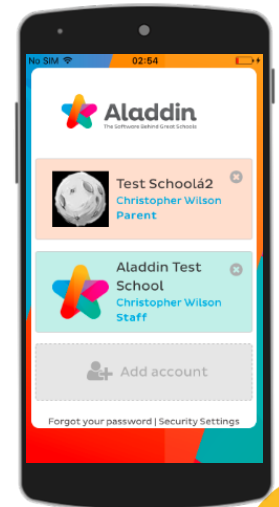 No SIM 02:54
Aladdin
The Software Behind Great Schools
Test Schoolá2
Christopher Wilson
Parent
Aladdin Test
School
Christopher Wilson
Staff
Add account
Forgot your password | Security Settings